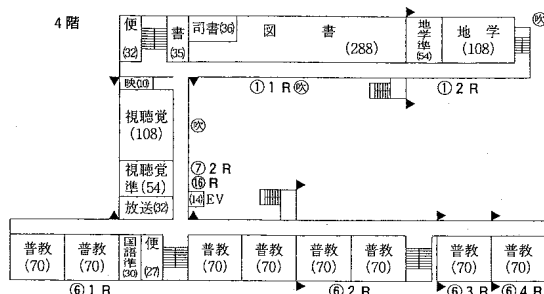 4階
便 (32)
書 (35)
司書(36)
図書 (288)
地学準 (54)
地学 (108)
吹
映(10)
①1R 吹
①2R
視聴覚 (108)
吹
視聴覚準(54)
⑦2R
⑯R
放送(32)
(14) EV
普教 (70)
普教 (70)
国語準 (30)
便 (27)
普教 (70)
普教 (70)
普教 (70)
普教 (70)
普教 (70)
普教 (70)
⑥1R
⑥2R
⑥3R
⑥4R